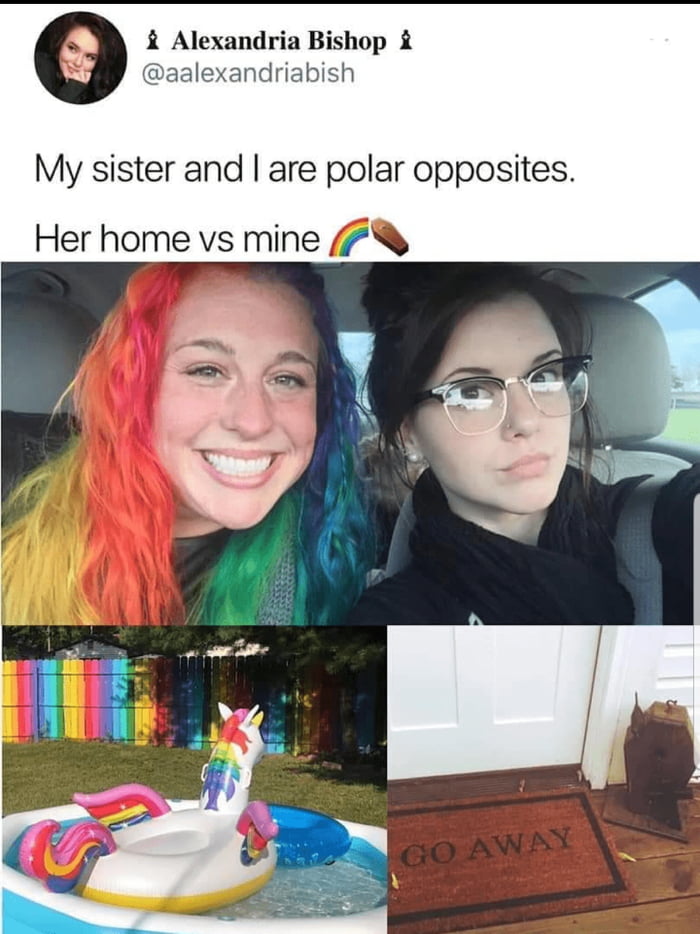 Alexandria Bishop
@aalexandriabish
My sister and I are polar opposites.
Her home vs mine 🌈⚰️
GO AWAY